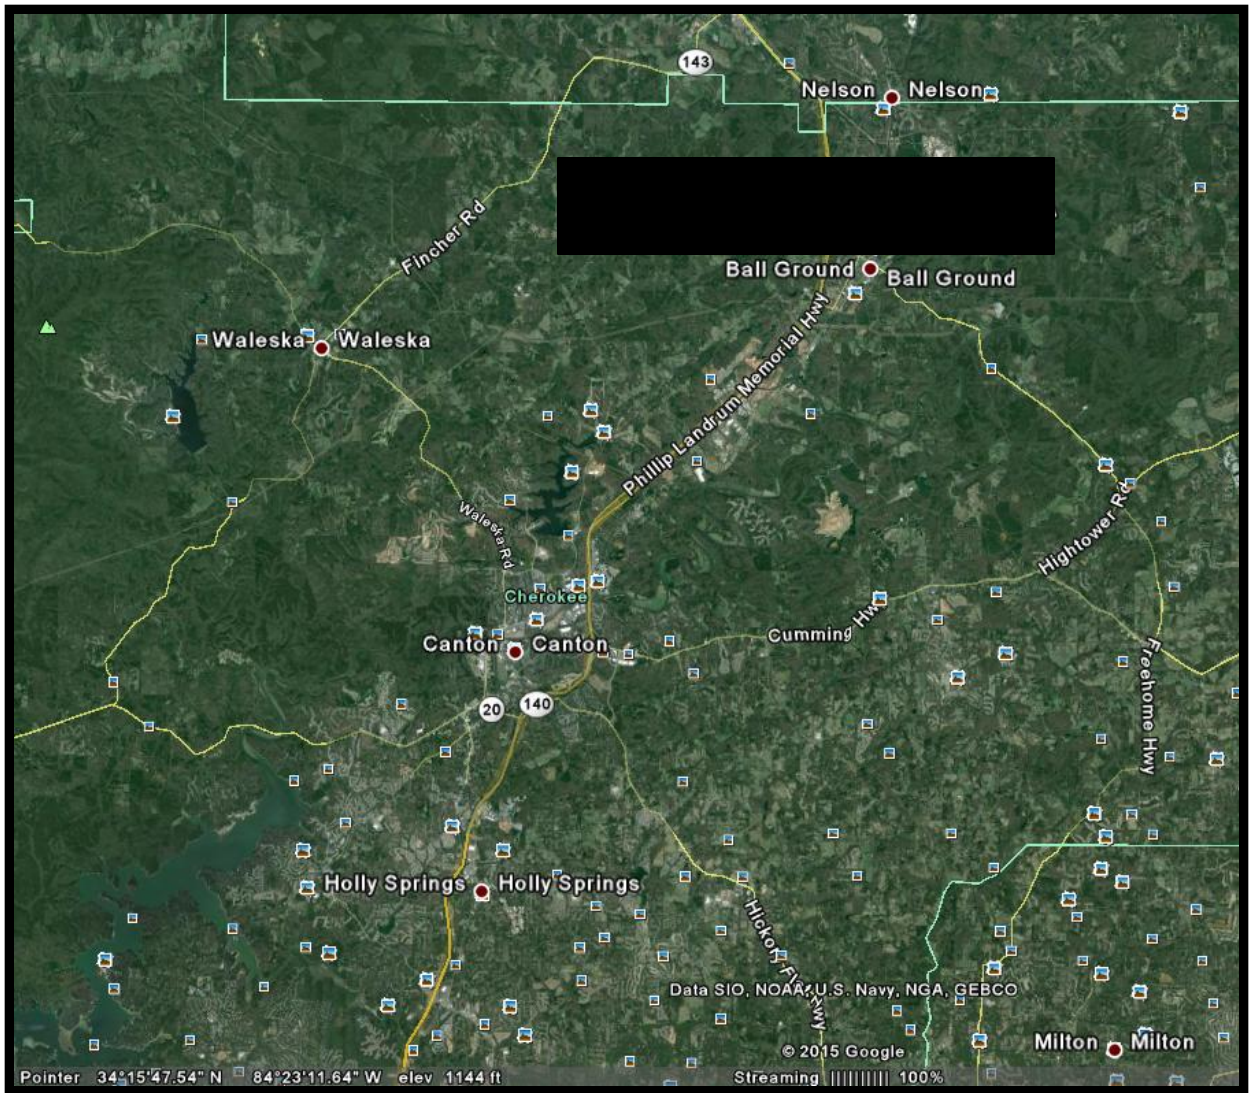 143
Nelson Nelson
Fincher Rd
Ball Ground Ball Ground
Waleska Waleska
Phillip Landrum Memorial Hwy
Waleska Rd
Hightower Rd
Cherokee
Cumming Hwy
Canton Canton
Freehome Hwy
20 140
Holly Springs Holly Springs
Hickory Flat Hwy
Data SIO, NOAA, U.S. Navy, NGA, GEBCO
Milton Milton
© 2015 Google
Pointer 34°15'47.54" N 84°23'11.64" W elev 1144 ft Streaming 100%